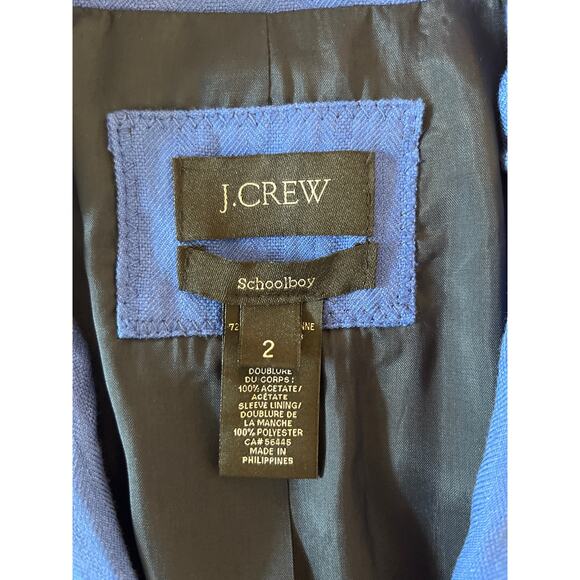 J.CREW
Schoolboy
2
DOUBLURE
DU CORPS:
100% ACETATE/
ACÉTATE
SLEEVE LINING/
DOUBLURE DE
LA MANCHE
100% POLYESTER
CA# 56445
MADE IN
PHILIPPINES